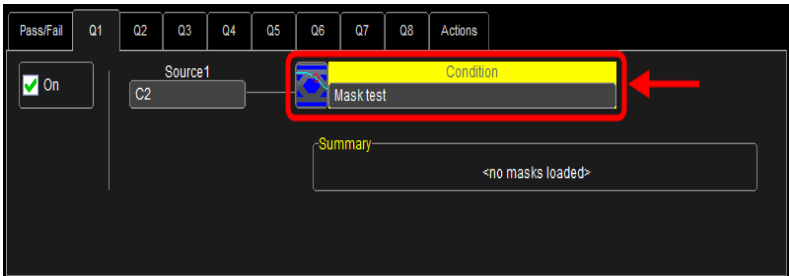 Pass/Fail Q1 Q2 Q3 Q4 Q5 Q6 Q7 Q8 Actions
On
Source1
C2
Condition
Mask test
Summary
<no masks loaded>